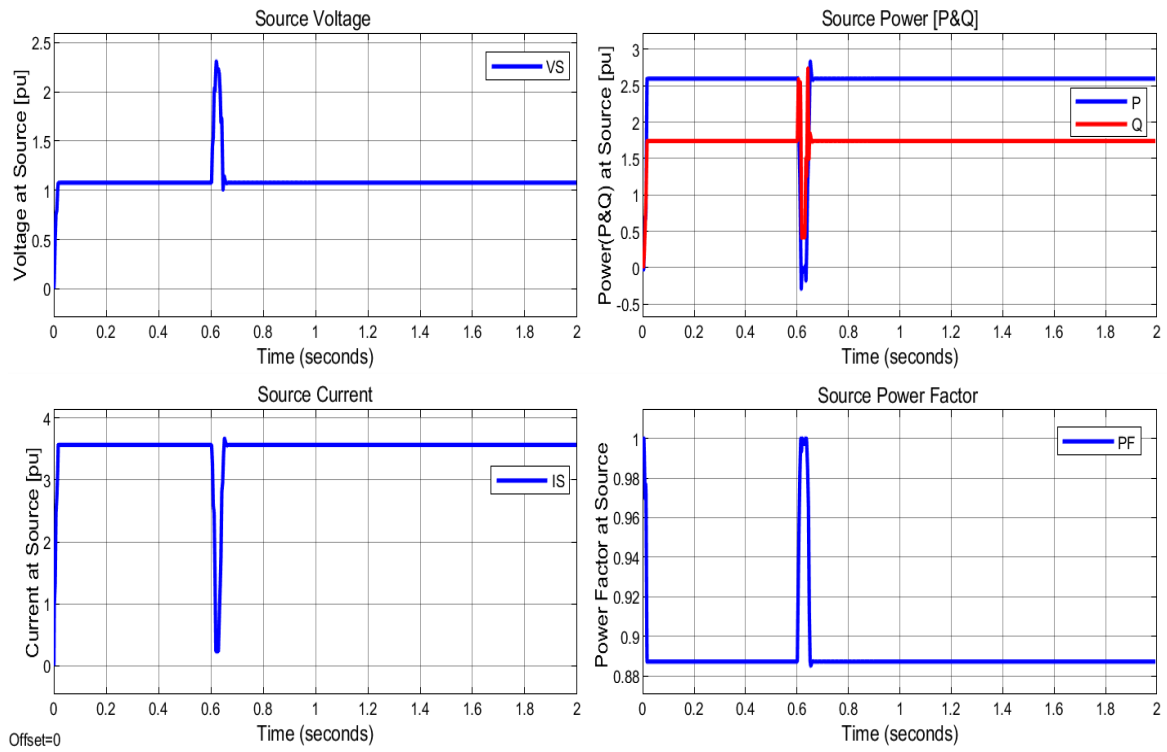 Source Voltage
VS
Voltage at Source [pu]
2.5
2
1.5
1
0.5
0
0 0.2 0.4 0.6 0.8 1 1.2 1.4 1.6 1.8 2
Time (seconds)
Source Power [P&Q]
P
Q
Power(P&Q) at Source [pu]
3
2.5
2
1.5
1
0.5
0
-0.5
0 0.2 0.4 0.6 0.8 1 1.2 1.4 1.6 1.8 2
Time (seconds)
Source Current
IS
Current at Source [pu]
4
3
2
1
0
0 0.2 0.4 0.6 0.8 1 1.2 1.4 1.6 1.8 2
Time (seconds)
Source Power Factor
PF
Power Factor at Source
1
0.98
0.96
0.94
0.92
0.9
0.88
0 0.2 0.4 0.6 0.8 1 1.2 1.4 1.6 1.8 2
Time (seconds)
Offset=0